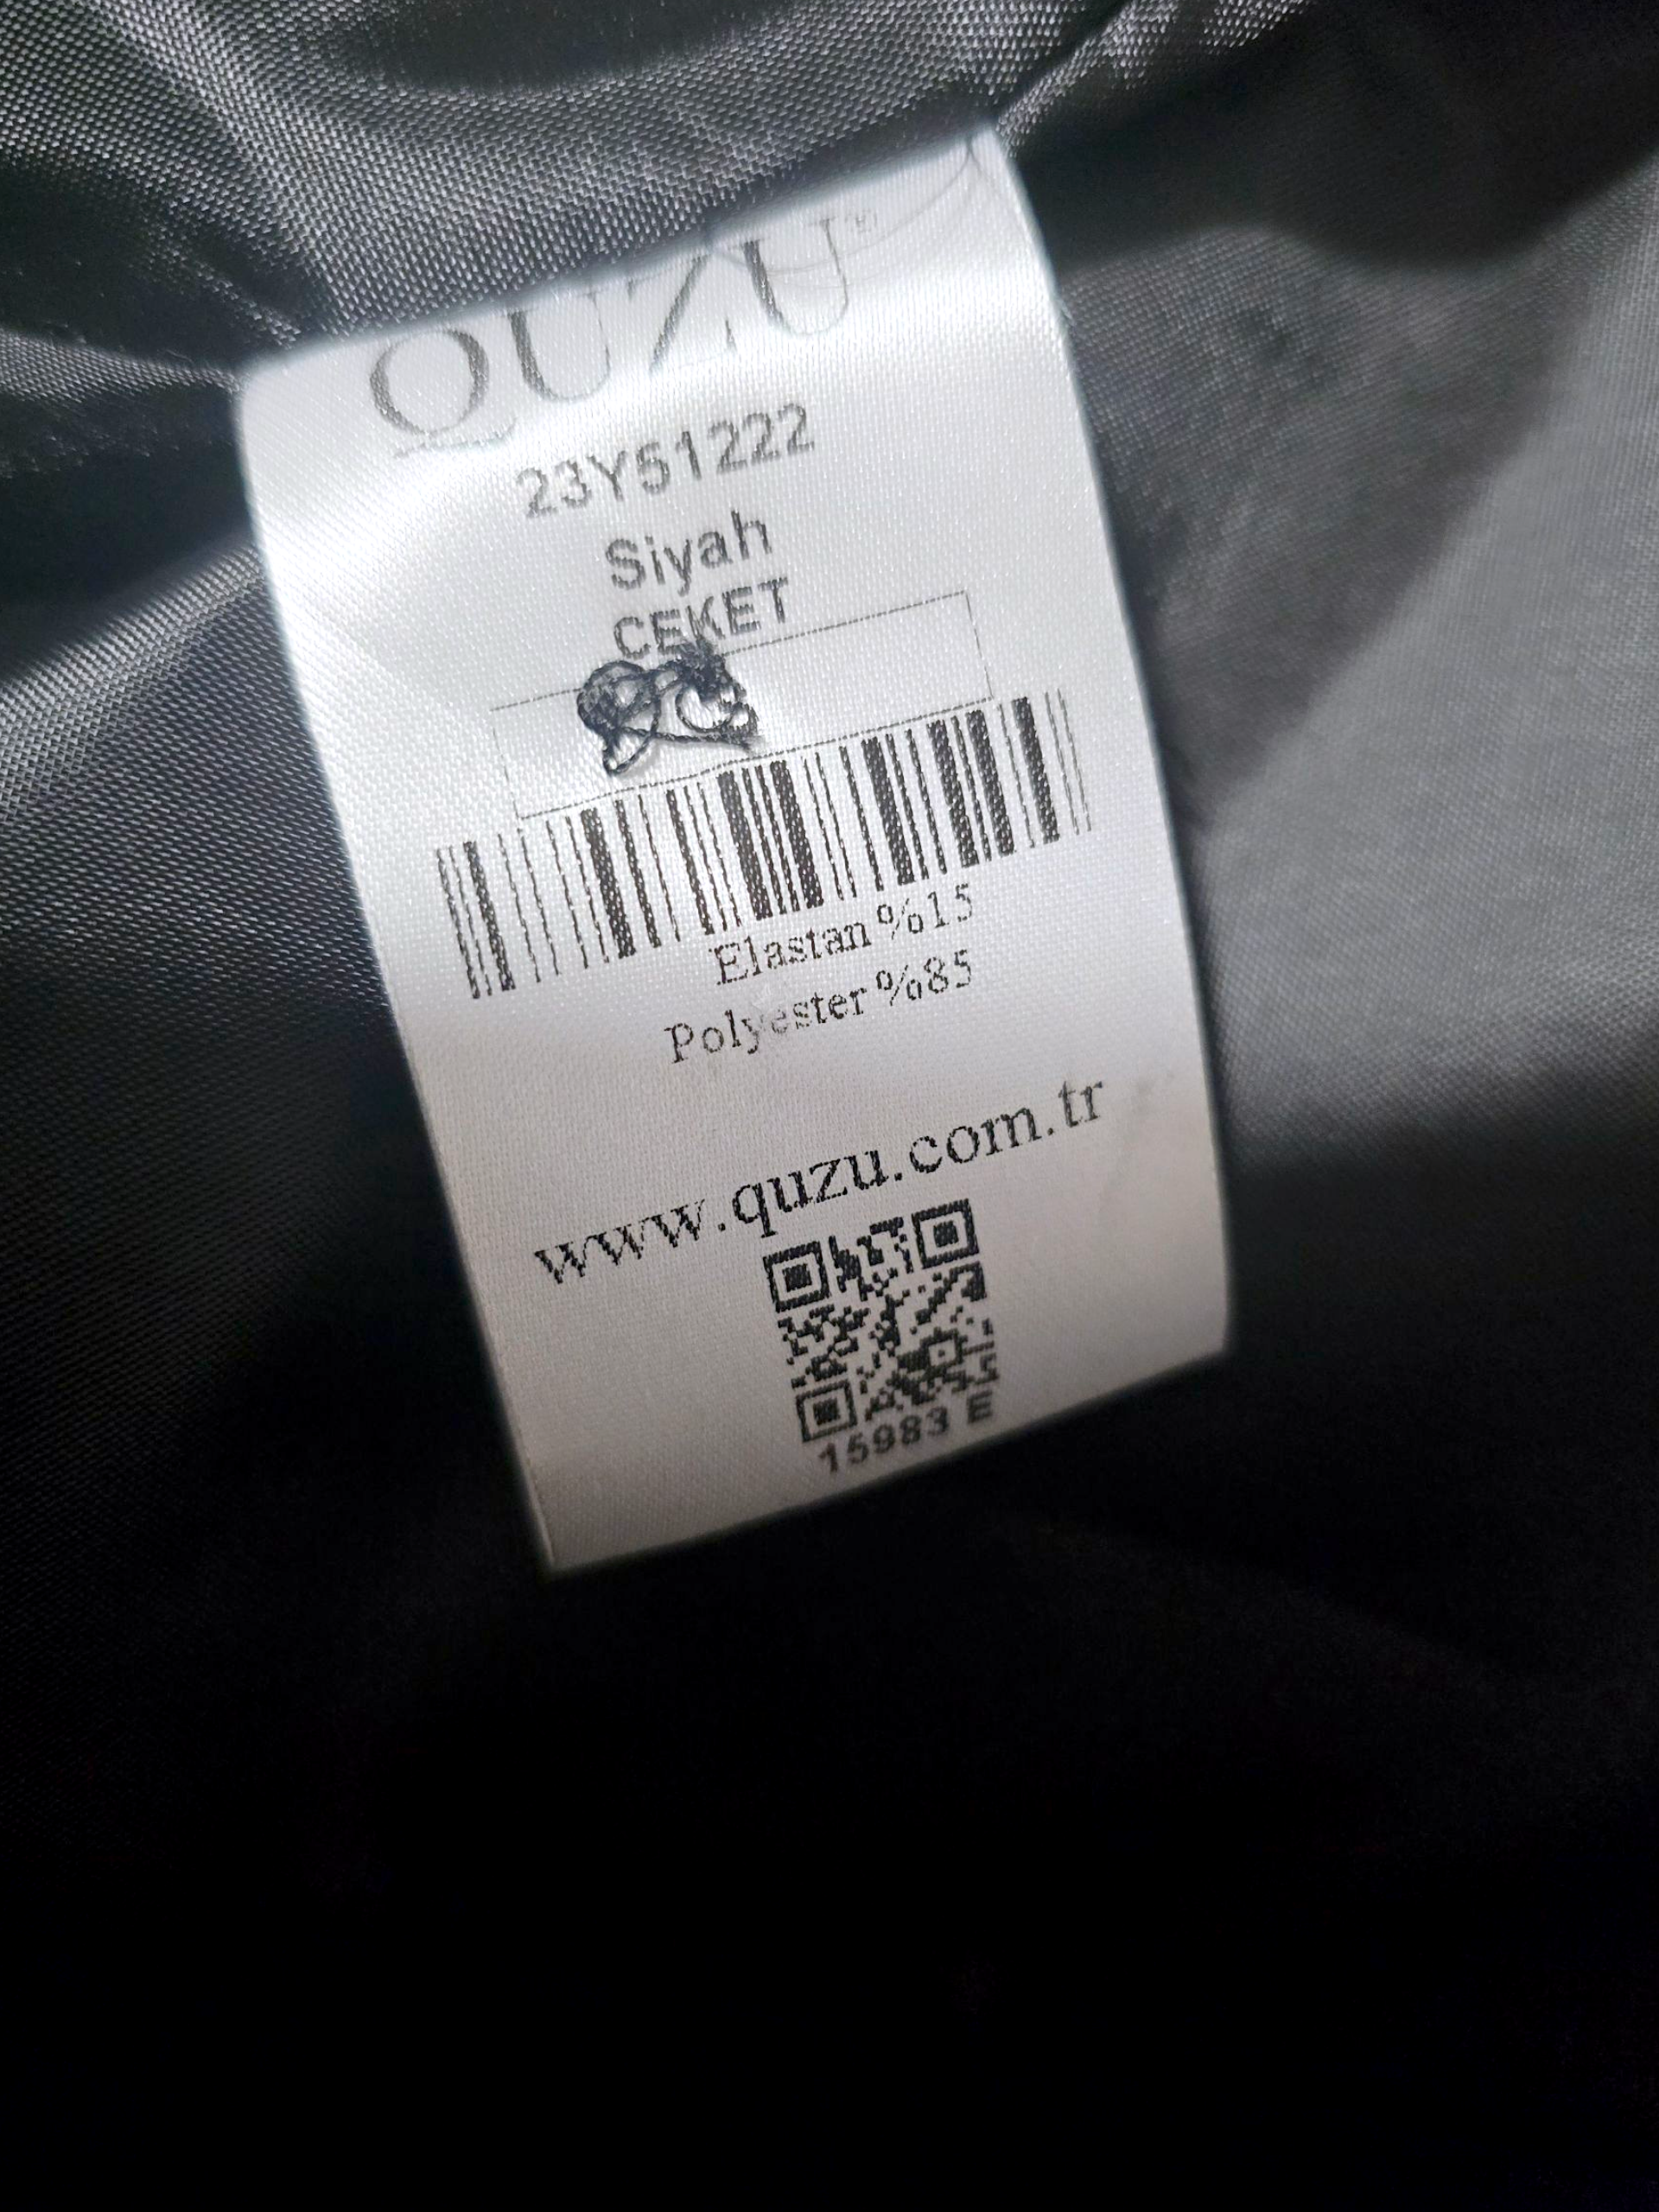 QUZU®
23Y51222
Siyah
CEKET
Elastan %15
Polyester %85
www.quzu.com.tr
15983 E